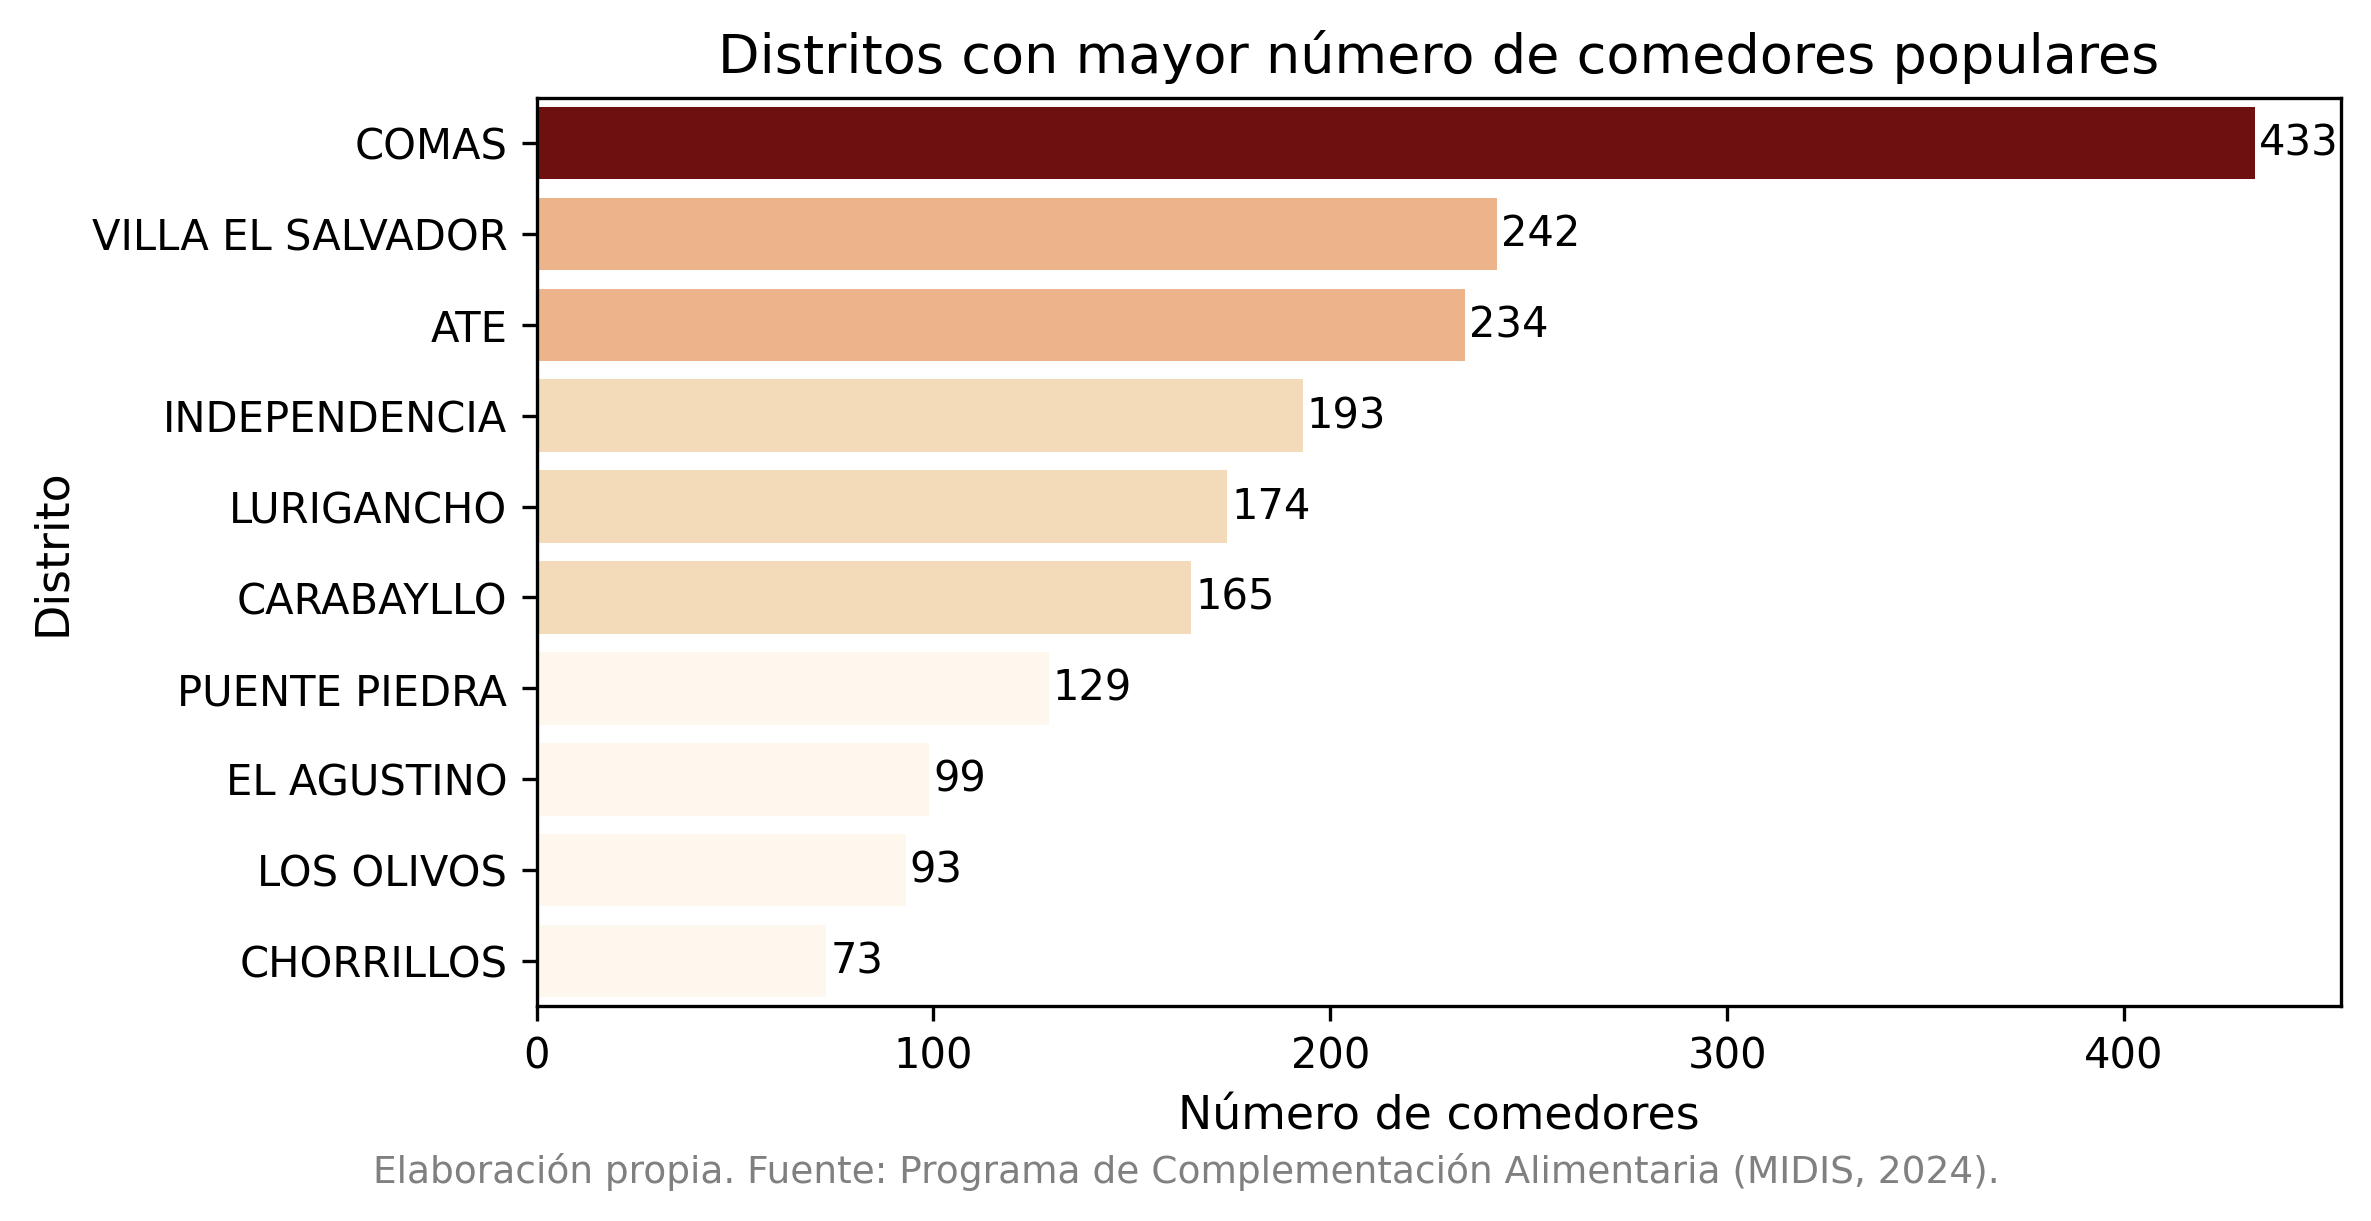 Distritos con mayor número de comedores populares
COMAS 433
VILLA EL SALVADOR 242
ATE 234
INDEPENDENCIA 193
LURIGANCHO 174
CARABAYLLO 165
PUENTE PIEDRA 129
EL AGUSTINO 99
LOS OLIVOS 93
CHORRILLOS 73
Distrito
0 100 200 300 400
Número de comedores
Elaboración propia. Fuente: Programa de Complementación Alimentaria (MIDIS, 2024).